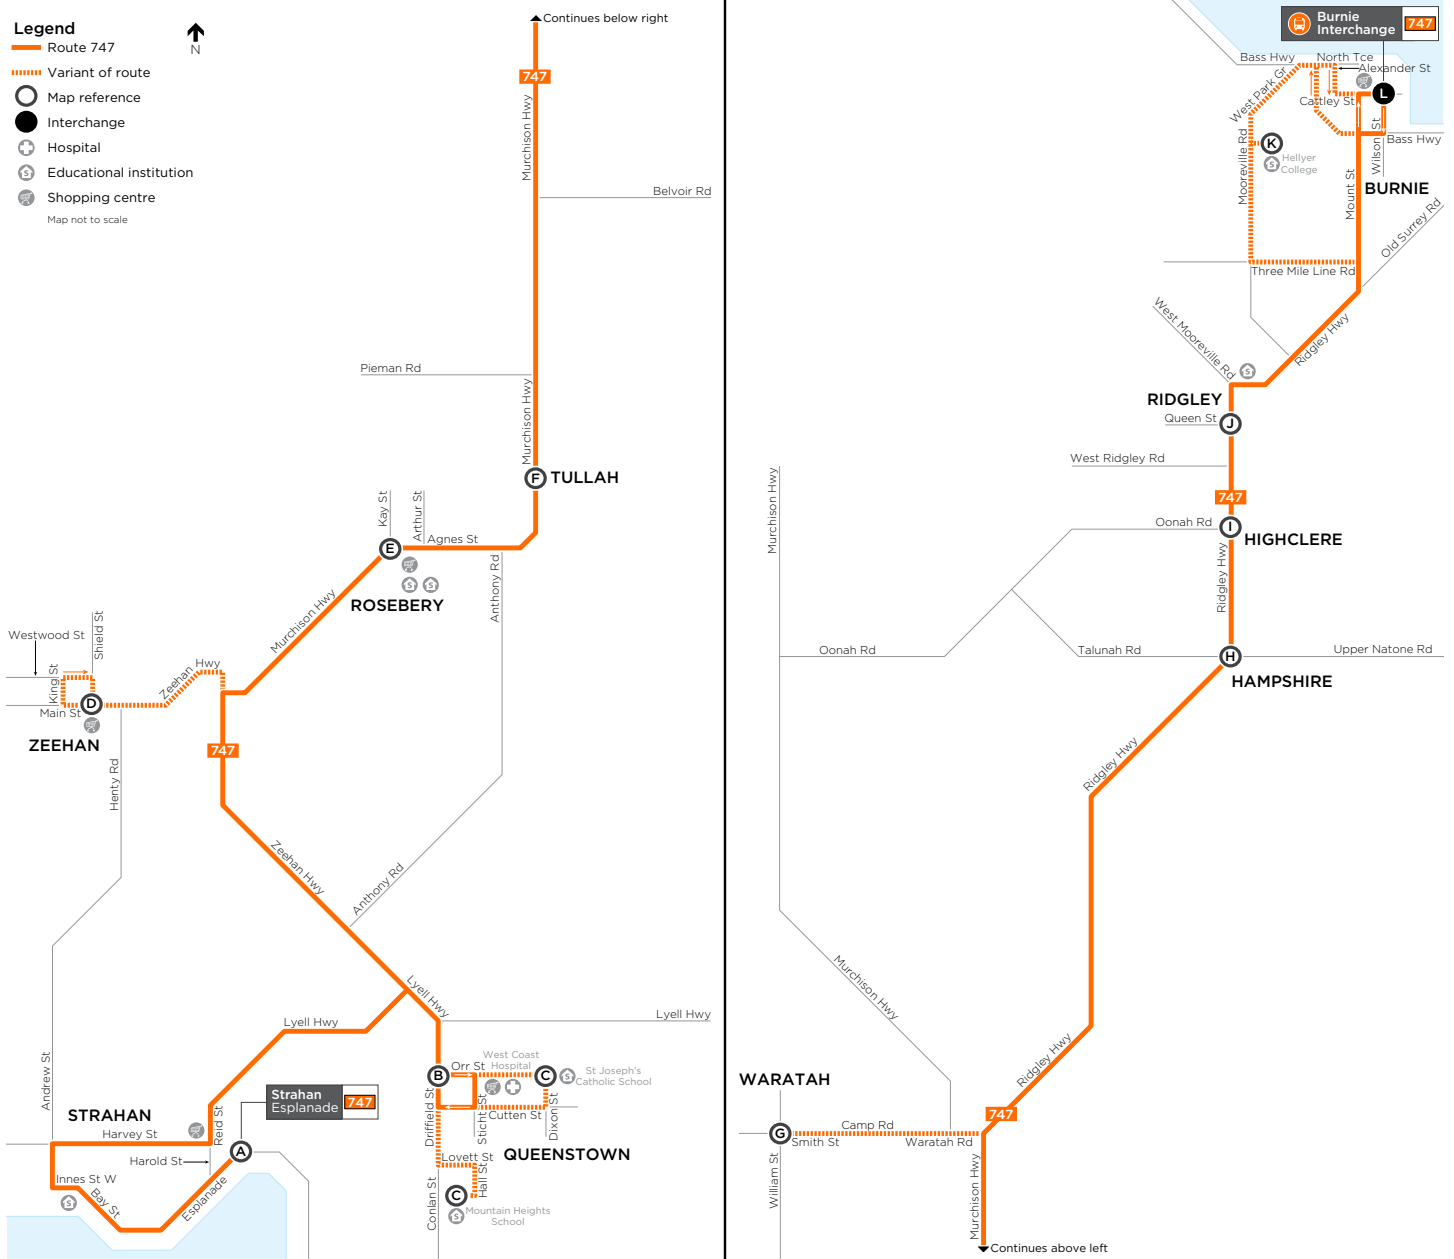 Legend
Route 747
Variant of route
Map reference
Interchange
Hospital
Educational institution
Shopping centre
Map not to scale
N
Continues below right
747
Murchison Hwy
Belvoir Rd
Pieman Rd
Murchison Hwy
F
TULLAH
Kay St
Arthur St
Agnes St
E
ROSEBERY
Anthony Rd
Murchison Hwy
Westwood St
Shield St
King St
Main St
D
Zeehan
Hwy
ZEEHAN
747
Henty Rd
Zeehan Hwy
Anthony Rd
Lyell Hwy
Lyell Hwy
Lyell Hwy
Andrew St
STRAHAN
Harvey St
Reid St
Harold St
Strahan
Esplanade
747
A
Innes St W
Bay St
Esplanade
B
Orr St
West Coast
Hospital
C
St Joseph's
Catholic School
Driffield St
Sticht St
Cutten St
Dixon St
QUEENSTOWN
Lovett St
Hall St
C
Conlan St
Mountain Heights
School
Burnie
Interchange
747
Bass Hwy
North Tce
Alexander St
West Park Gr
Cattley St
L
Mooreville Rd
K
Hellyer
College
Wilson St
Bass Hwy
BURNIE
Mount St
Old Surrey Rd
Three Mile Line Rd
West Mooreville Rd
Ridgley Hwy
RIDGLEY
Queen St
J
West Ridgley Rd
747
Murchison Hwy
Oonah Rd
I
HIGHCLERE
Ridgley Hwy
Oonah Rd
Talunah Rd
H
Upper Natone Rd
HAMPSHIRE
Ridgley Hwy
Murchison Hwy
Ridgley Hwy
WARATAH
747
G
Smith St
Camp Rd
Waratah Rd
William St
Murchison Hwy
Continues above left